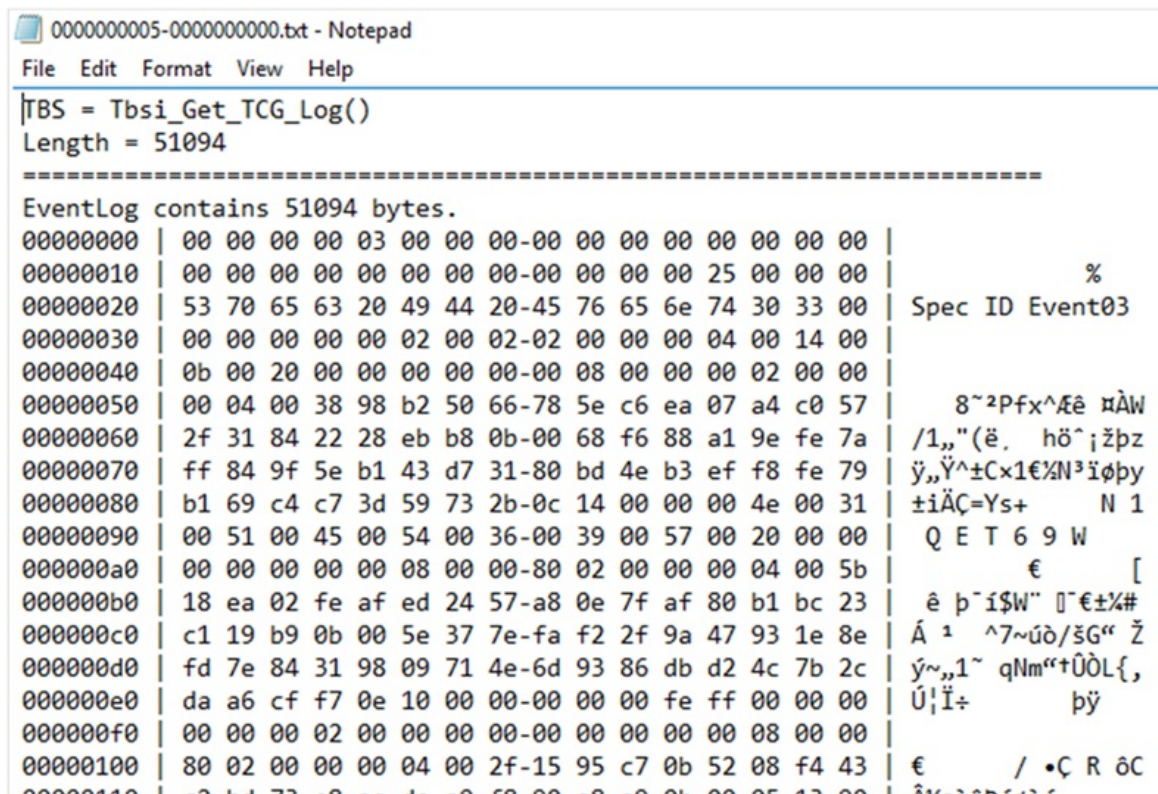 0000000005-0000000000.txt - Notepad
File Edit Format View Help
TBS = Tbsi_Get_TCG_Log()
Length = 51094
======================================================================
EventLog contains 51094 bytes.
00000000 | 00 00 00 00 03 00 00 00-00 00 00 00 00 00 00 00 |
00000010 | 00 00 00 00 00 00 00 00-00 00 00 00 25 00 00 00 | %
00000020 | 53 70 65 63 20 49 44 20-45 76 65 6e 74 30 33 00 | Spec ID Event03
00000030 | 00 00 00 00 00 02 00 02-02 00 00 00 04 00 14 00 |
00000040 | 0b 00 20 00 00 00 00 00-00 08 00 00 00 02 00 00 |
00000050 | 00 04 00 38 98 b2 50 66-78 5e c6 ea 07 a4 c0 57 | 8˜²Pfx^Æê ¤ÀW
00000060 | 2f 31 84 22 28 eb b8 0b-00 68 f6 88 a1 9e fe 7a | /1„"(ë¸ höˆ¡žþz
00000070 | ff 84 9f 5e b1 43 d7 31-80 bd 4e b3 ef f8 fe 79 | ÿ„Ÿ^±C×1€½N³ïøþy
00000080 | b1 69 c4 c7 3d 59 73 2b-0c 14 00 00 00 4e 00 31 | ±iÄÇ=Ys+ N 1
00000090 | 00 51 00 45 00 54 00 36-00 39 00 57 00 20 00 00 | Q E T 6 9 W
000000a0 | 00 00 00 00 00 08 00 00-80 02 00 00 00 04 00 5b | € [
000000b0 | 18 ea 02 fe af ed 24 57-a8 0e 7f af 80 b1 bc 23 | ê þ¯í$W¨ ¯€±¼#
000000c0 | c1 19 b9 0b 00 5e 37 7e-fa f2 2f 9a 47 93 1e 8e | Á ¹ ^7~úò/šG“ Ž
000000d0 | fd 7e 84 31 98 09 71 4e-6d 93 86 db d2 4c 7b 2c | ý~„1˜ qNm“†ÛÒL{,
000000e0 | da a6 cf f7 0e 10 00 00-00 00 00 fe ff 00 00 00 | Ú¦Ï÷ þÿ
000000f0 | 00 00 00 02 00 00 00 00-00 00 00 00 00 08 00 00 |
00000100 | 80 02 00 00 00 04 00 2f-15 95 c7 0b 52 08 f4 43 | € / •Ç R ôC